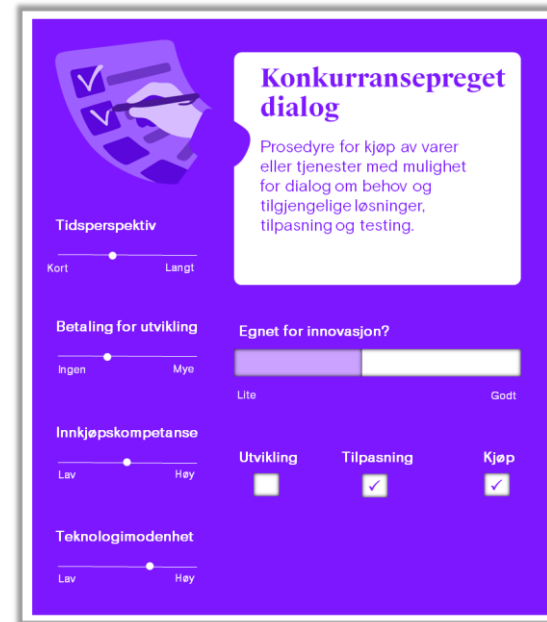 Konkurransepreget
dialog
Prosedyre for kjøp av varer
eller tjenester med mulighet
for dialog om behov og
tilgjengelige løsninger,
tilpasning og testing.
Tidsperspektiv
Kort Langt
Betaling for utvikling
Ingen Mye
Innkjøpskompetanse
Lav Høy
Teknologimodenhet
Lav Høy
Egnet for innovasjon?
Lite Godt
Utvikling Tilpasning Kjøp